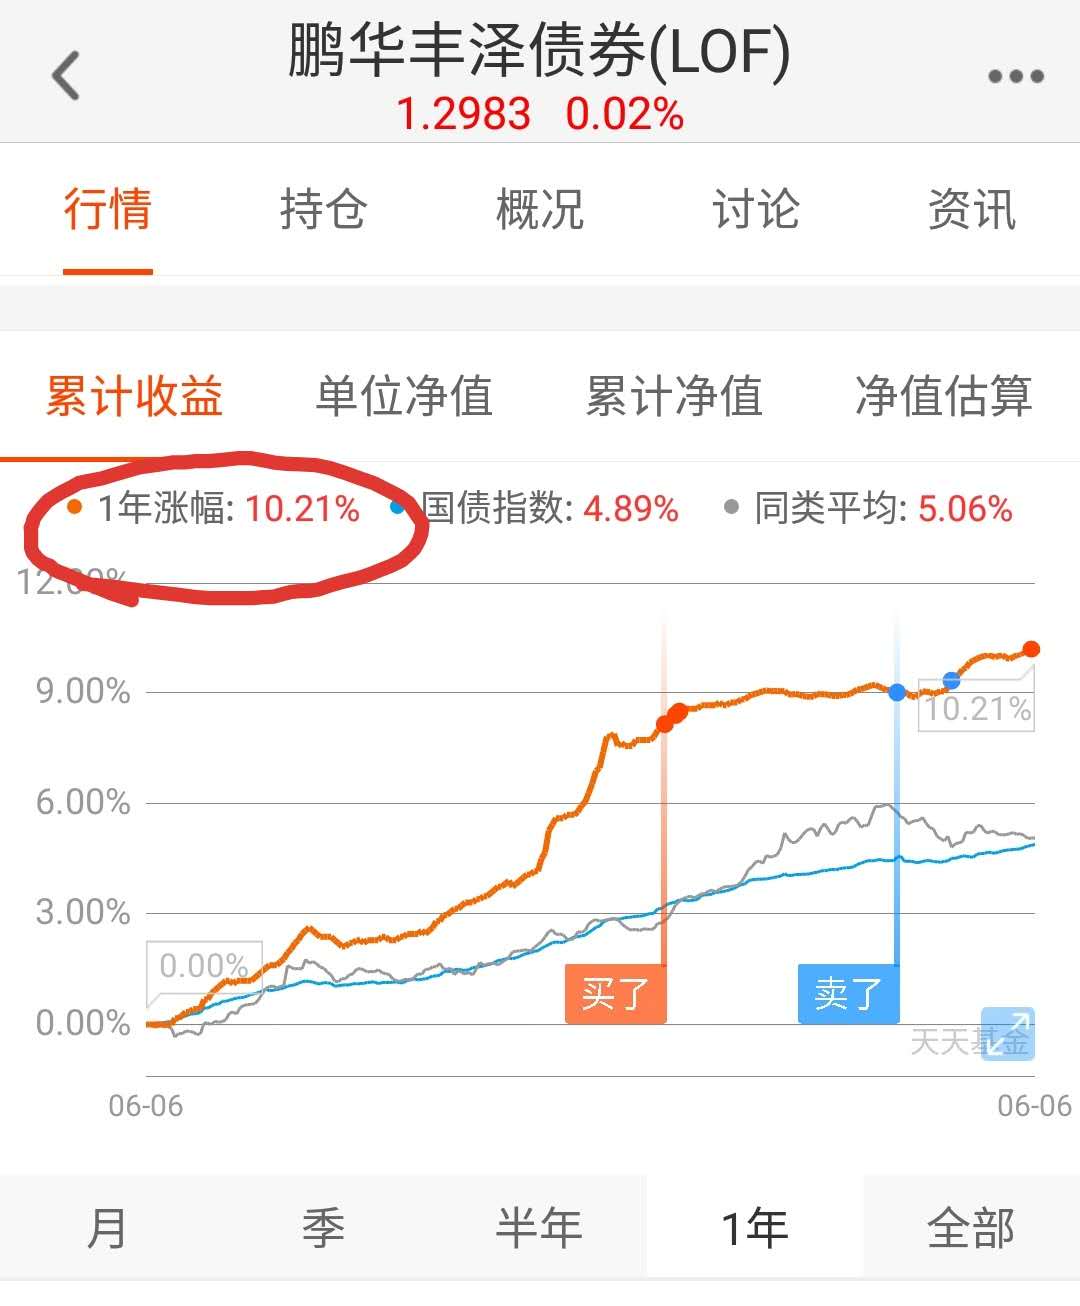 鹏华丰泽债券(LOF)
1.2983 0.02%
行情 持仓 概况 讨论 资讯
累计收益 单位净值 累计净值 净值估算
1年涨幅: 10.21% 国债指数: 4.89% 同类平均: 5.06%
12.00%
9.00%
10.21%
6.00%
3.00%
0.00%
买了 卖了
0.00%
天天基金
06-06 06-06
月 季 半年 1年 全部